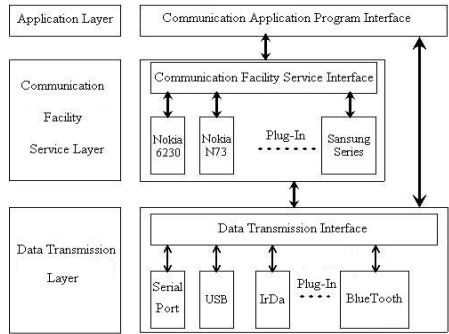 Application Layer
Communication Application Program Interface
Communication
Facility
Service Layer
Communication Facility Service Interface
Nokia
6230
Nokia
N73
Plug-In
Sansung
Series
Data Transmission
Layer
Data Transmission Interface
Serial
Port
USB
IrDa
Plug-In
BlueTooth